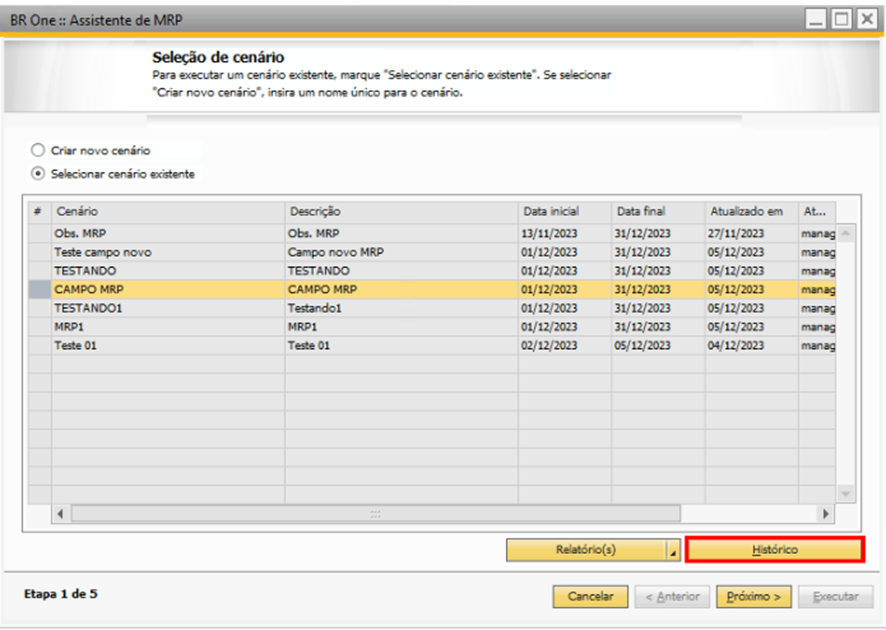 BR One :: Assistente de MRP
Seleção de cenário
Para executar um cenário existente, marque "Selecionar cenário existente". Se selecionar
"Criar novo cenário", insira um nome único para o cenário.
Criar novo cenário
Selecionar cenário existente
# Cenário Descrição Data inicial Data final Atualizado em At...
Obs. MRP Obs. MRP 13/11/2023 31/12/2023 27/11/2023 manag
Teste campo novo Campo novo MRP 01/12/2023 31/12/2023 05/12/2023 manag
TESTANDO TESTANDO 01/12/2023 31/12/2023 05/12/2023 manag
CAMPO MRP CAMPO MRP 01/12/2023 31/12/2023 05/12/2023 manag
TESTANDO1 Testando1 01/12/2023 31/12/2023 05/12/2023 manag
MRP1 MRP1 01/12/2023 31/12/2023 05/12/2023 manag
Teste 01 Teste 01 02/12/2023 05/12/2023 04/12/2023 manag
Relatório(s) Histórico
Etapa 1 de 5 Cancelar < Anterior Próximo > Executar